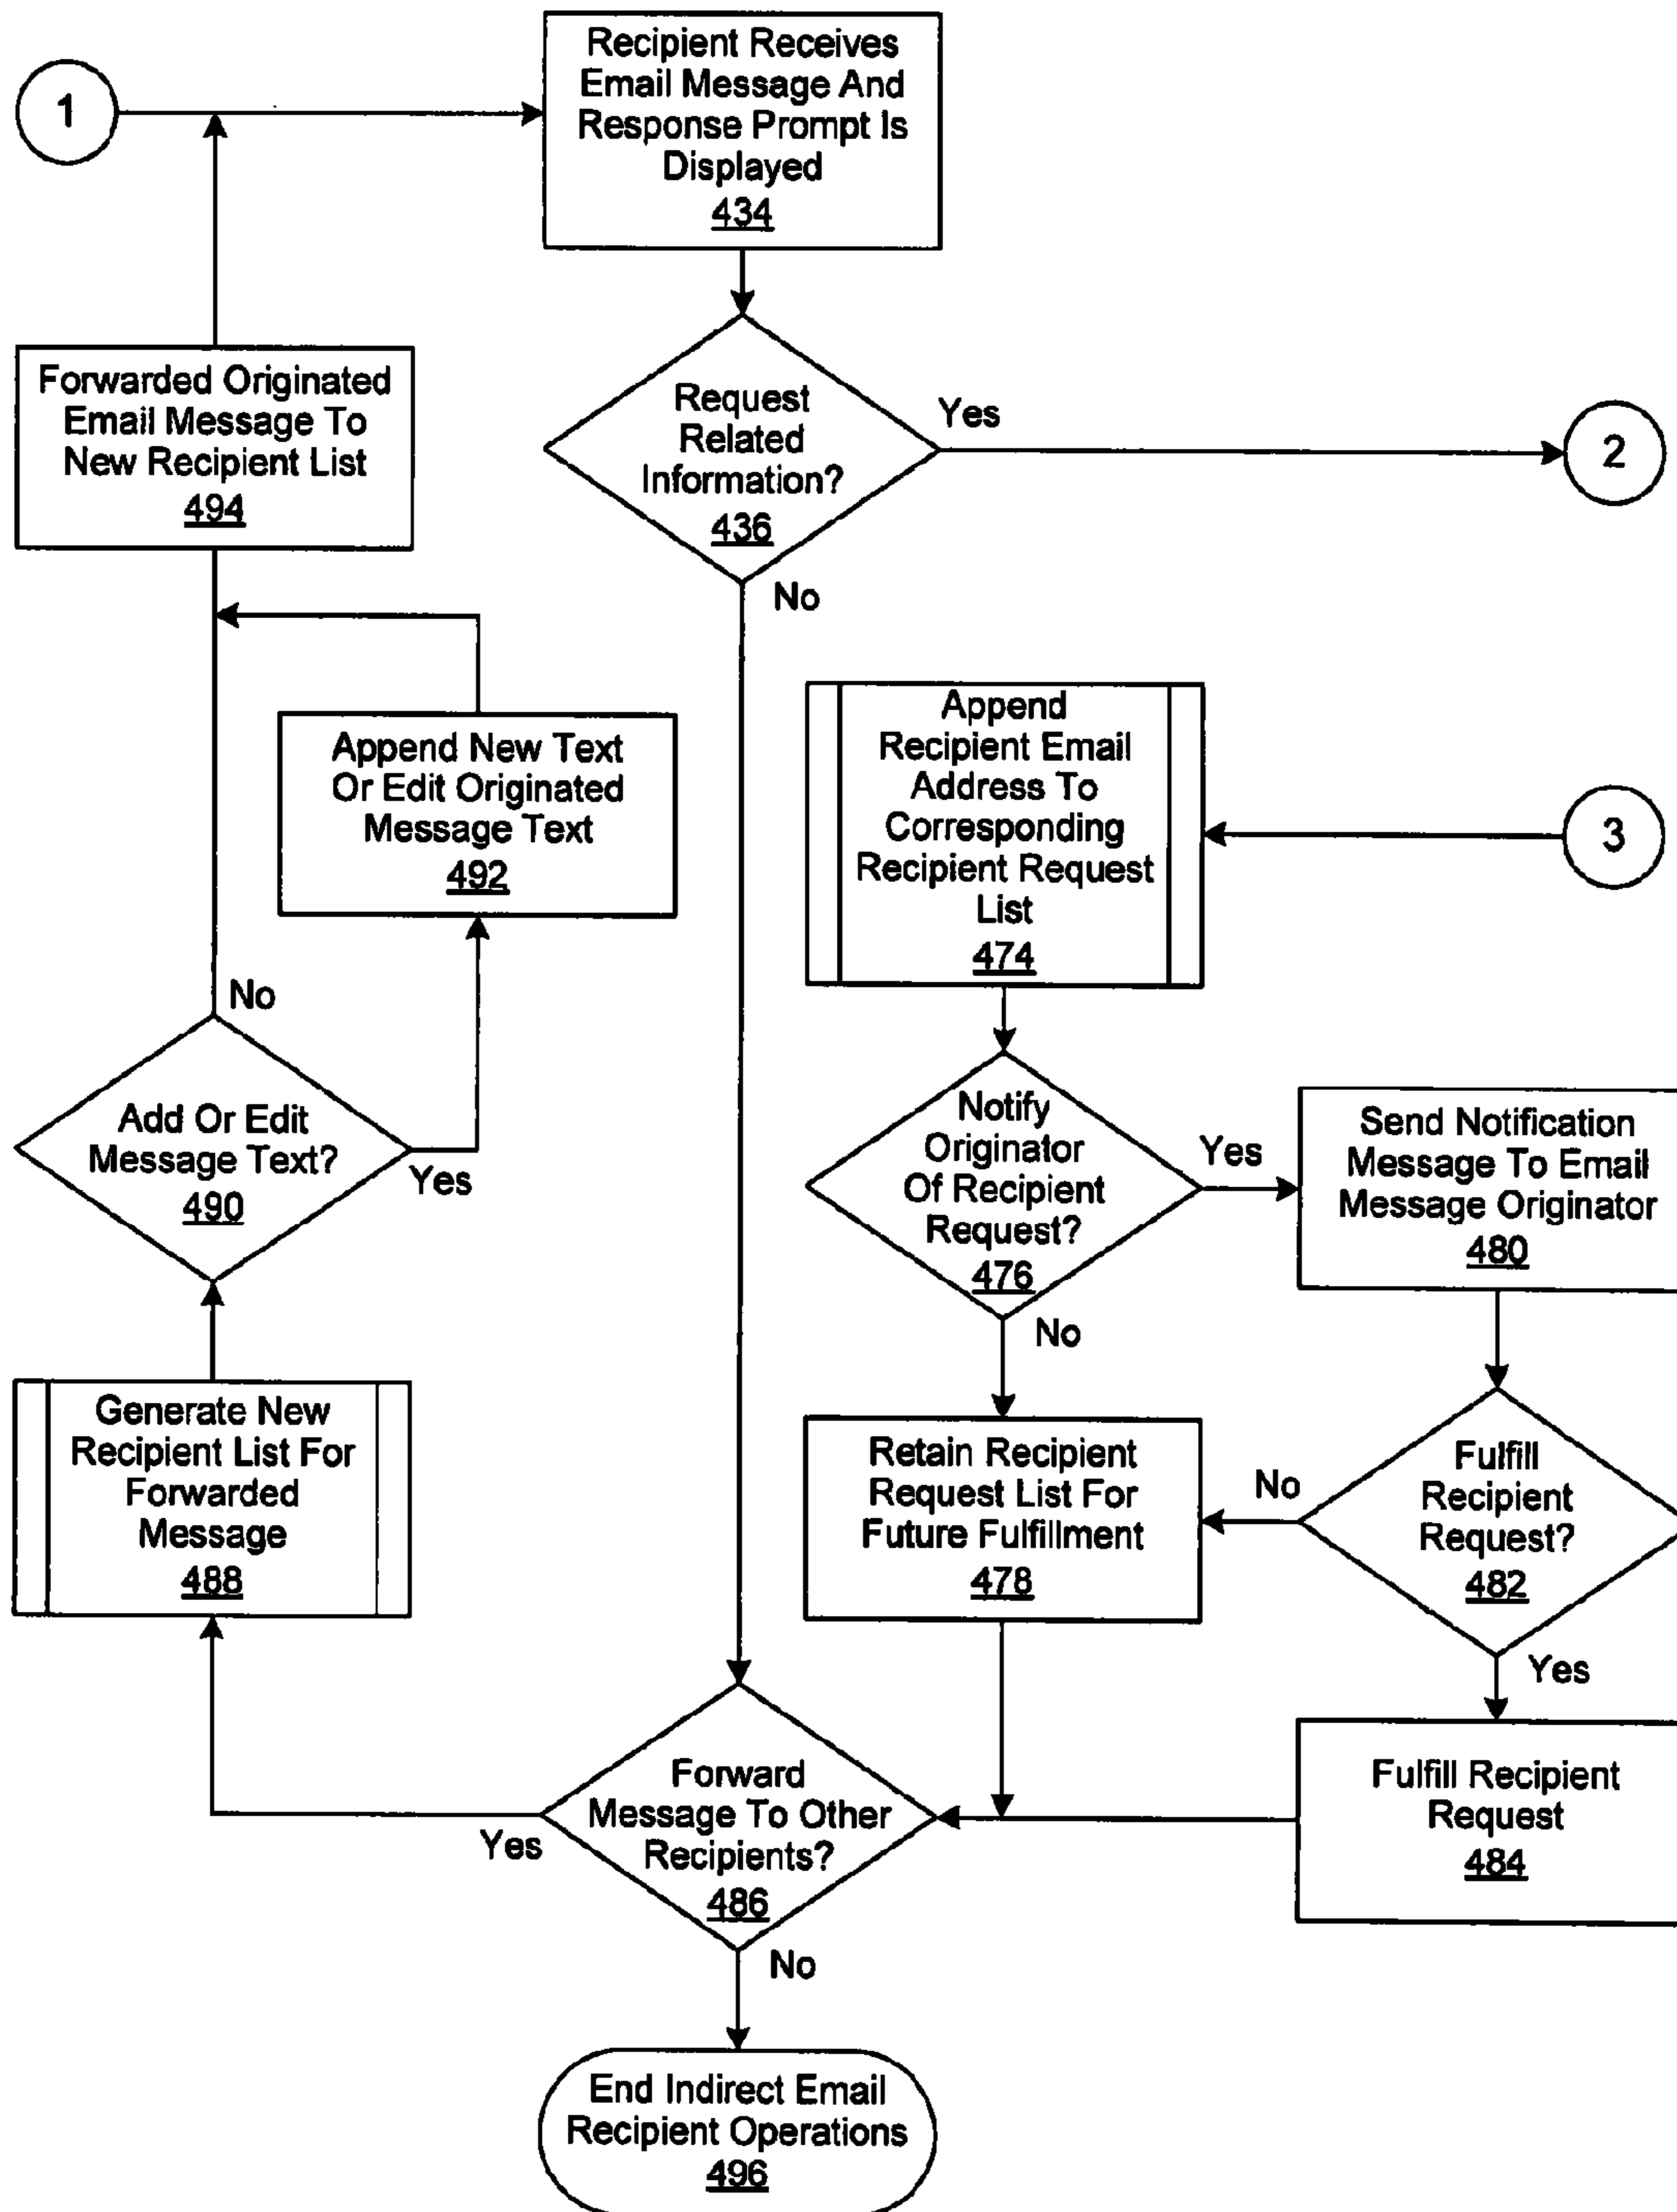 1
Recipient Receives
Email Message And
Response Prompt Is
Displayed
434
Forwarded Originated
Email Message To
New Recipient List
494
Request
Related
Information?
436
Yes
2
No
Append New Text
Or Edit Originated
Message Text
492
Append
Recipient Email
Address To
Corresponding
Recipient Request
List
474
3
No
Add Or Edit
Message Text?
490
Yes
Notify
Originator
Of Recipient
Request?
476
Yes
Send Notification
Message To Email
Message Originator
480
No
Generate New
Recipient List For
Forwarded
Message
488
Retain Recipient
Request List For
Future Fulfillment
478
No
Fulfill
Recipient
Request?
482
Yes
Forward
Message To Other
Recipients?
486
Yes
Fulfill Recipient
Request
484
No
End Indirect Email
Recipient Operations
496